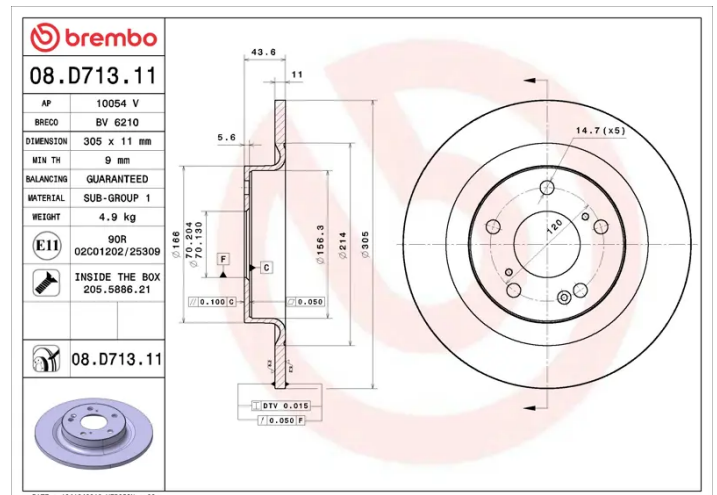 brembo
08.D713.11
AP 10054 V
BRECO BV 6210
DIMENSION 305 x 11 mm
MIN TH 9 mm
BALANCING GUARANTEED
MATERIAL SUB-GROUP 1
WEIGHT 4.9 kg
E11 90R
02C01202/25309
INSIDE THE BOX
205.5886.21
08.D713.11
43.6
11
5.6
Ø166
Ø70.204
70.130
F
C
Ø156.3
Ø214
Ø305
// 0.100 C
⏥ 0.050
DTV 0.015
↗ 0.050 F
14.7(x5)
120